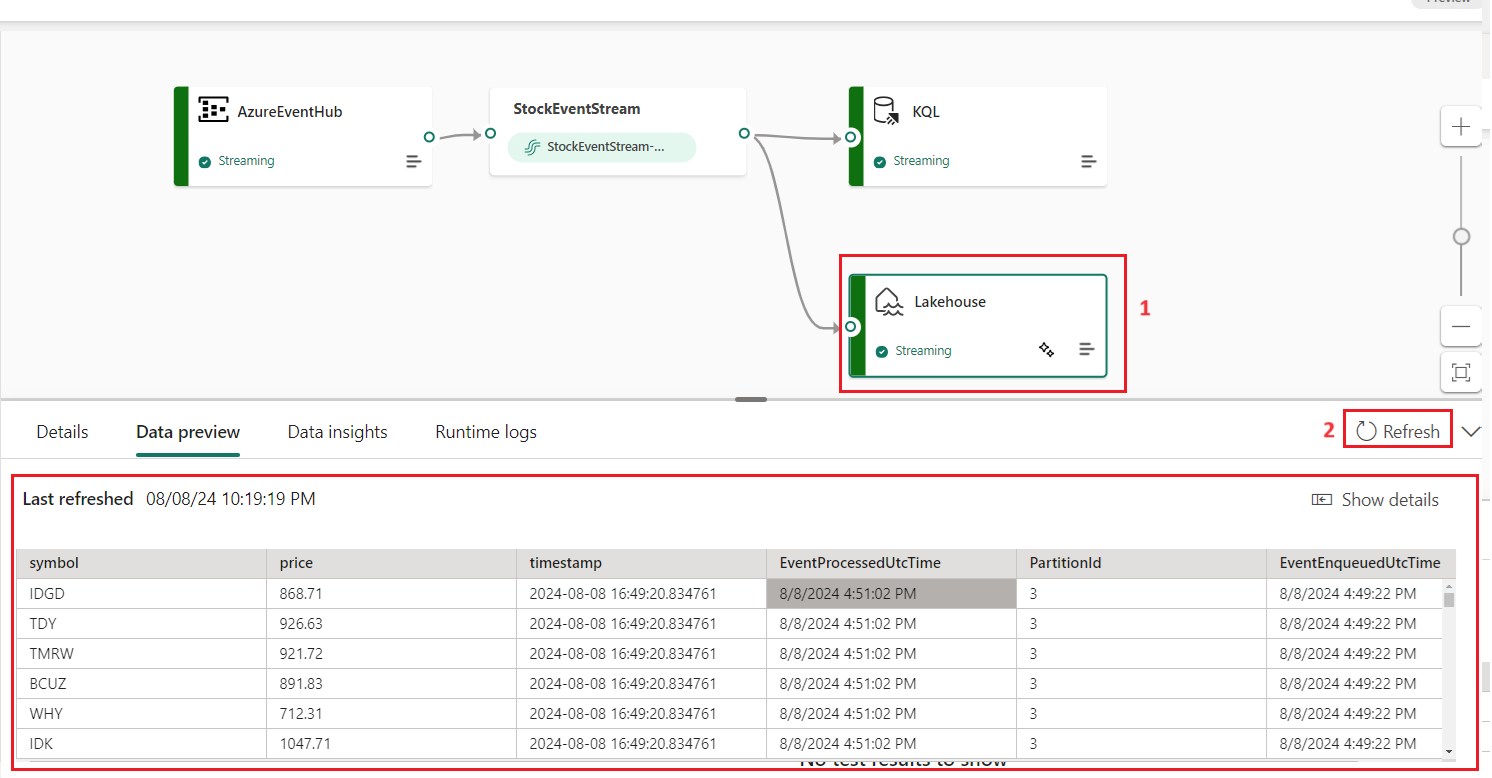 Preview
AzureEventHub
Streaming
StockEventStream
StockEventStream-...
KQL
Streaming
Lakehouse
Streaming
1
Details Data preview Data insights Runtime logs 2 Refresh
Last refreshed 08/08/24 10:19:19 PM Show details
symbol price timestamp EventProcessedUtcTime PartitionId EventEnqueuedUtcTime
IDGD 868.71 2024-08-08 16:49:20.834761 8/8/2024 4:51:02 PM 3 8/8/2024 4:49:22 PM
TDY 926.63 2024-08-08 16:49:20.834761 8/8/2024 4:51:02 PM 3 8/8/2024 4:49:22 PM
TMRW 921.72 2024-08-08 16:49:20.834761 8/8/2024 4:51:02 PM 3 8/8/2024 4:49:22 PM
BCUZ 891.83 2024-08-08 16:49:20.834761 8/8/2024 4:51:02 PM 3 8/8/2024 4:49:22 PM
WHY 712.31 2024-08-08 16:49:20.834761 8/8/2024 4:51:02 PM 3 8/8/2024 4:49:22 PM
IDK 1047.71 2024-08-08 16:49:20.834761 8/8/2024 4:51:02 PM 3 8/8/2024 4:49:22 PM
No test results to show